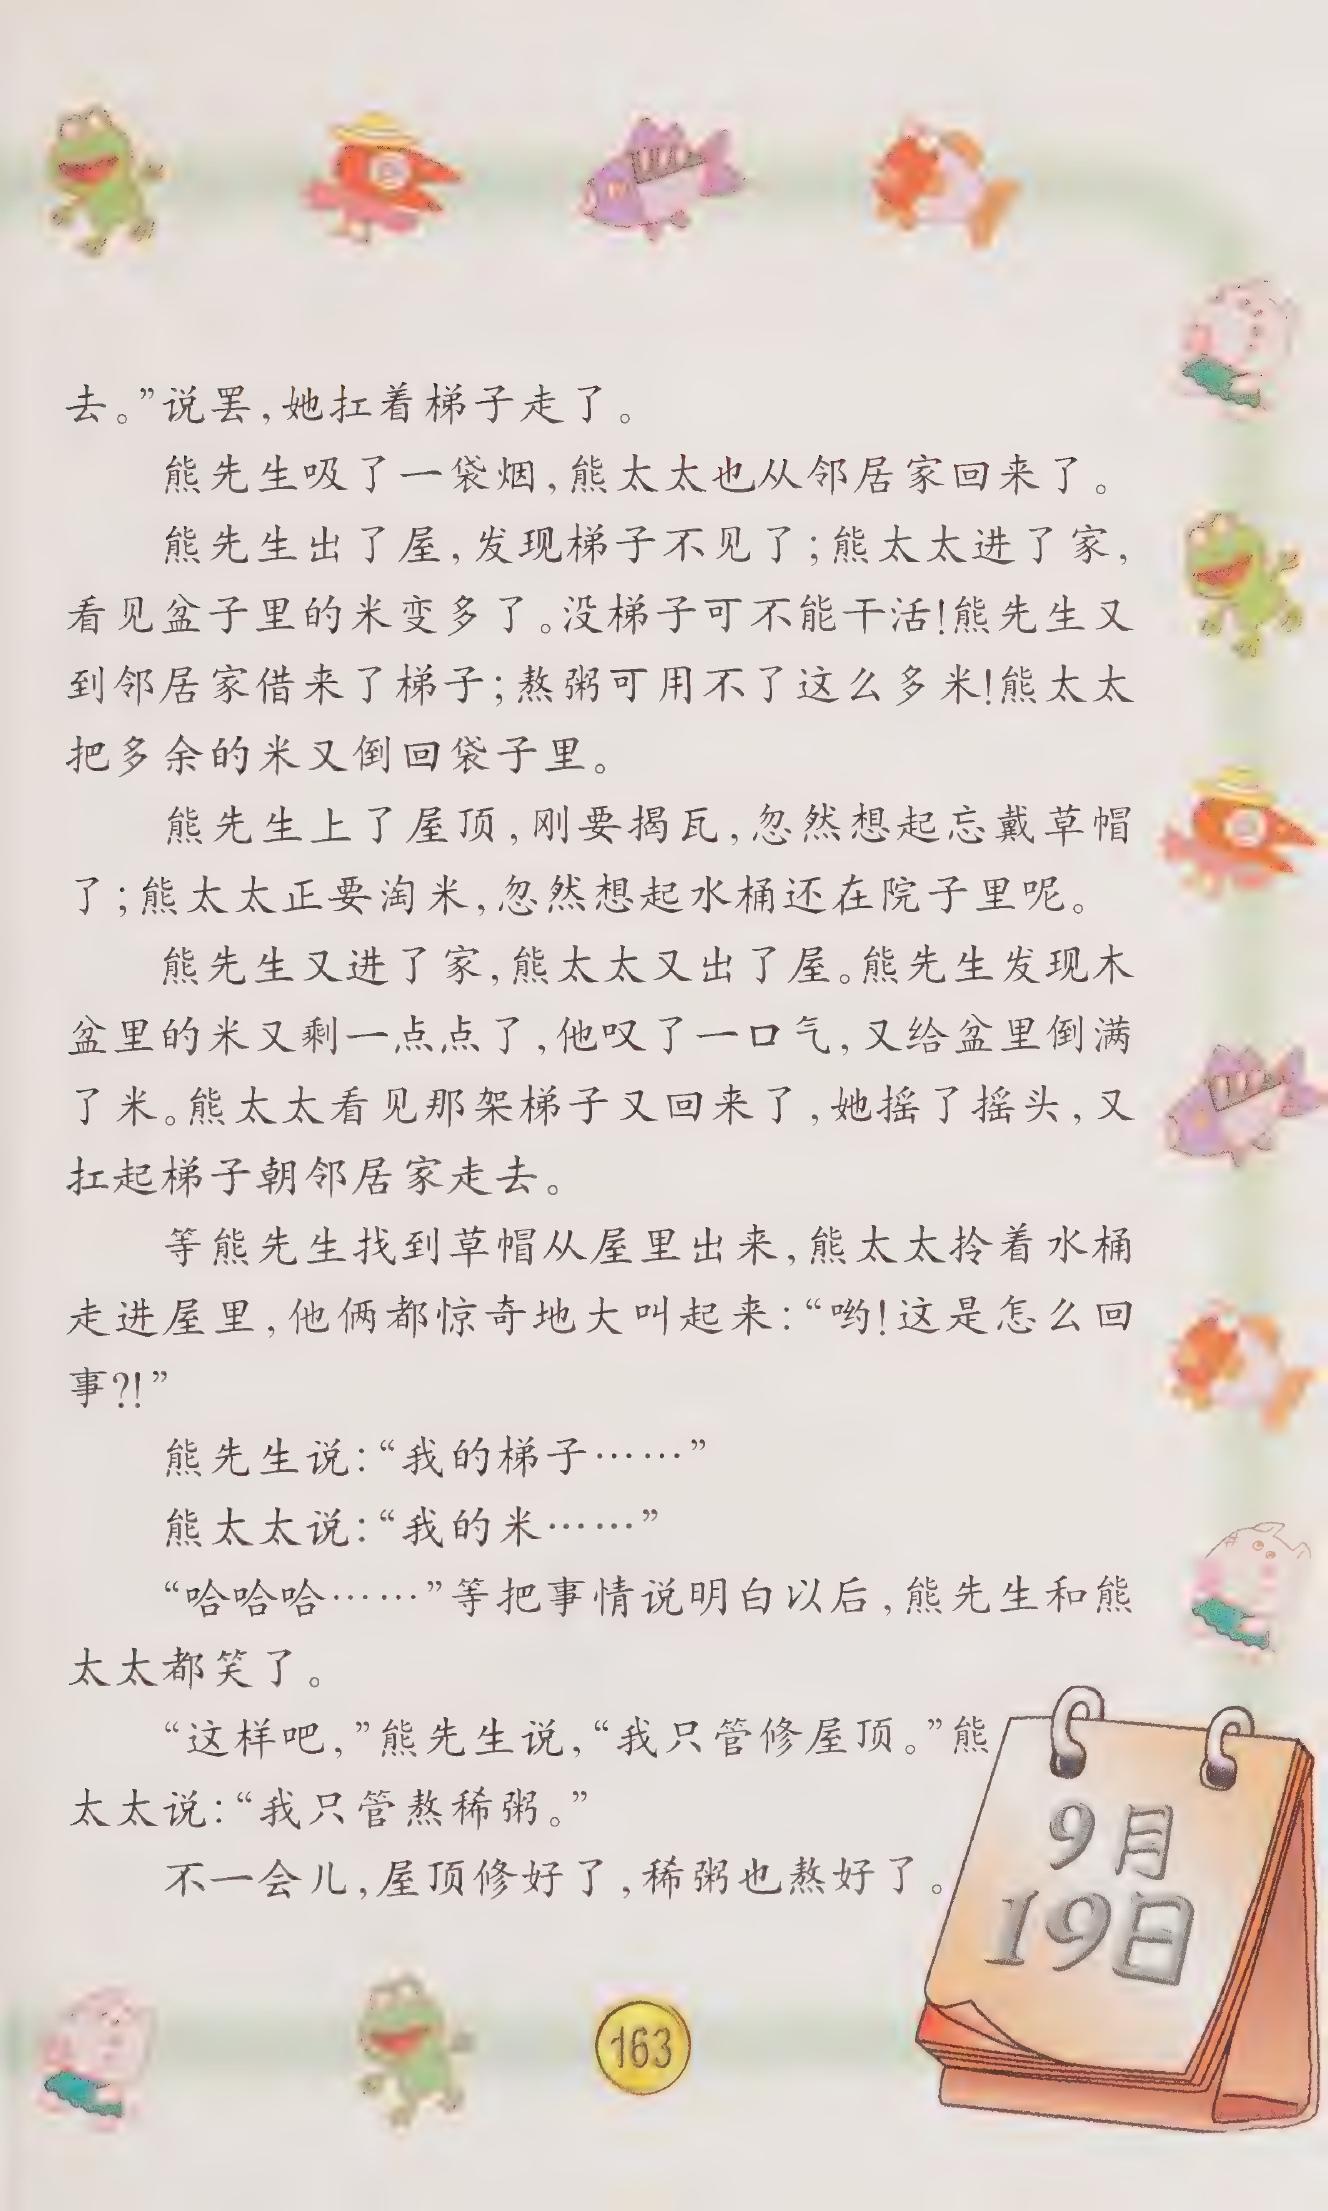 去。”说罢,她扛着梯子走了。
熊先生吸了一袋烟,熊太太也从邻居家回来了。
熊先生出了屋,发现梯子不见了;熊太太进了家,
看见盆子里的米变多了。没梯子可不能干活!熊先生又
到邻居家借来了梯子;熬粥可用不了这么多米!熊太太
把多余的米又倒回袋子里。
熊先生上了屋顶,刚要揭瓦,忽然想起忘戴草帽
了;熊太太正要淘米,忽然想起水桶还在院子里呢。
熊先生又进了家,熊太太又出了屋。熊先生发现木
盆里的米又剩一点点了,他叹了一口气,又给盆里倒满
了米。熊太太看见那架梯子又回来了,她摇了摇头,又
扛起梯子朝邻居家走去。
等熊先生找到草帽从屋里出来,熊太太拎着水桶
走进屋里,他俩都惊奇地大叫起来:“哟!这是怎么回
事?!”
熊先生说:“我的梯子……”
熊太太说:“我的米……”
“哈哈哈……”等把事情说明白以后,熊先生和熊
太太都笑了。
“这样吧,”熊先生说,“我只管修屋顶。”熊
太太说:“我只管熬稀粥。”
不一会儿,屋顶修好了,稀粥也熬好了。
9月
19日
163